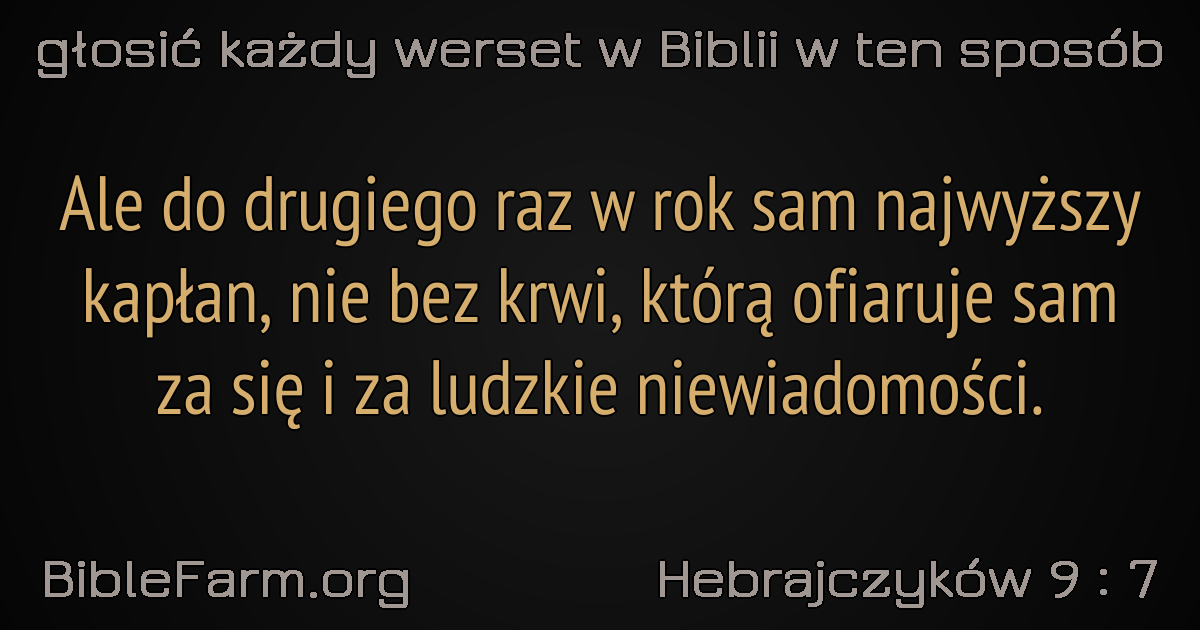 głosić każdy werset w Biblii w ten sposób
Ale do drugiego raz w rok sam najwyższy
kapłan, nie bez krwi, którą ofiaruje sam
za się i za ludzkie niewiadomości.
BibleFarm.org
Hebrajczyków 9 : 7